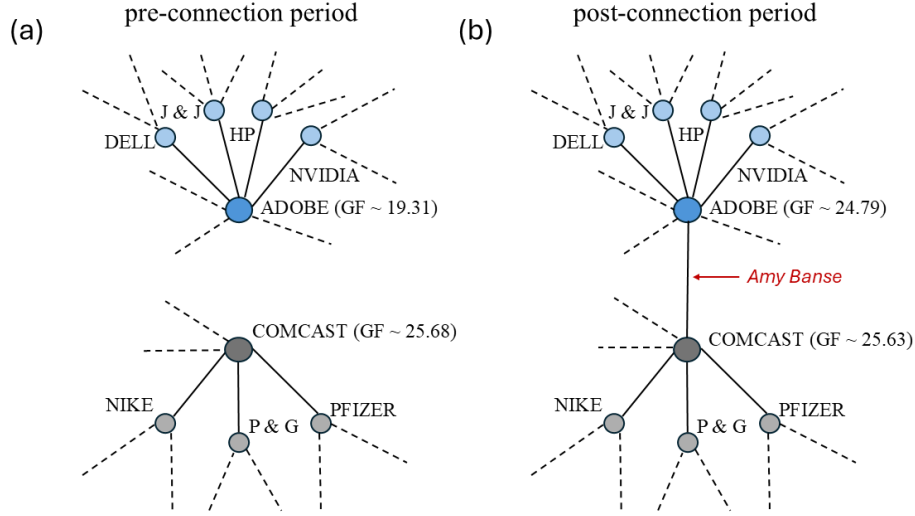 pre-connection period
(a)
J & J
HP
DELL
NVIDIA
ADOBE (GF ~ 19.31)
COMCAST (GF ~ 25.68)
NIKE
P & G
PFIZER
post-connection period
(b)
J & J
HP
DELL
NVIDIA
ADOBE (GF ~ 24.79)
Amy Banse
COMCAST (GF ~ 25.63)
NIKE
P & G
PFIZER